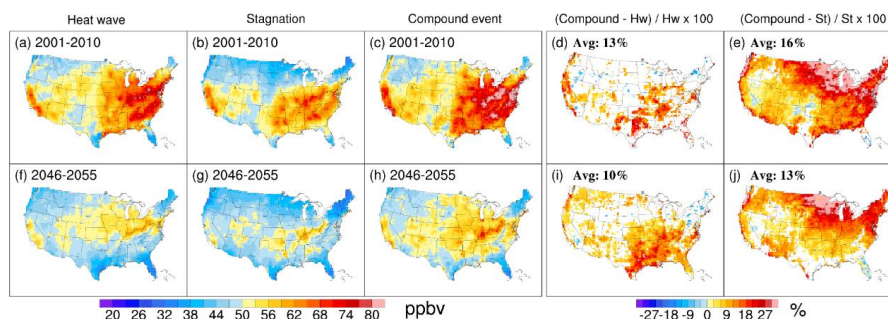 Heat wave
Stagnation
Compound event
(Compound - Hw) / Hw x 100
(Compound - St) / St x 100
(a) 2001-2010
(b) 2001-2010
(c) 2001-2010
(d) Avg: 13%
(e) Avg: 16%
(f) 2046-2055
(g) 2046-2055
(h) 2046-2055
(i) Avg: 10%
(j) Avg: 13%
20 26 32 38 44 50 56 62 68 74 80 ppbv
-27 -18 -9 0 9 18 27 %